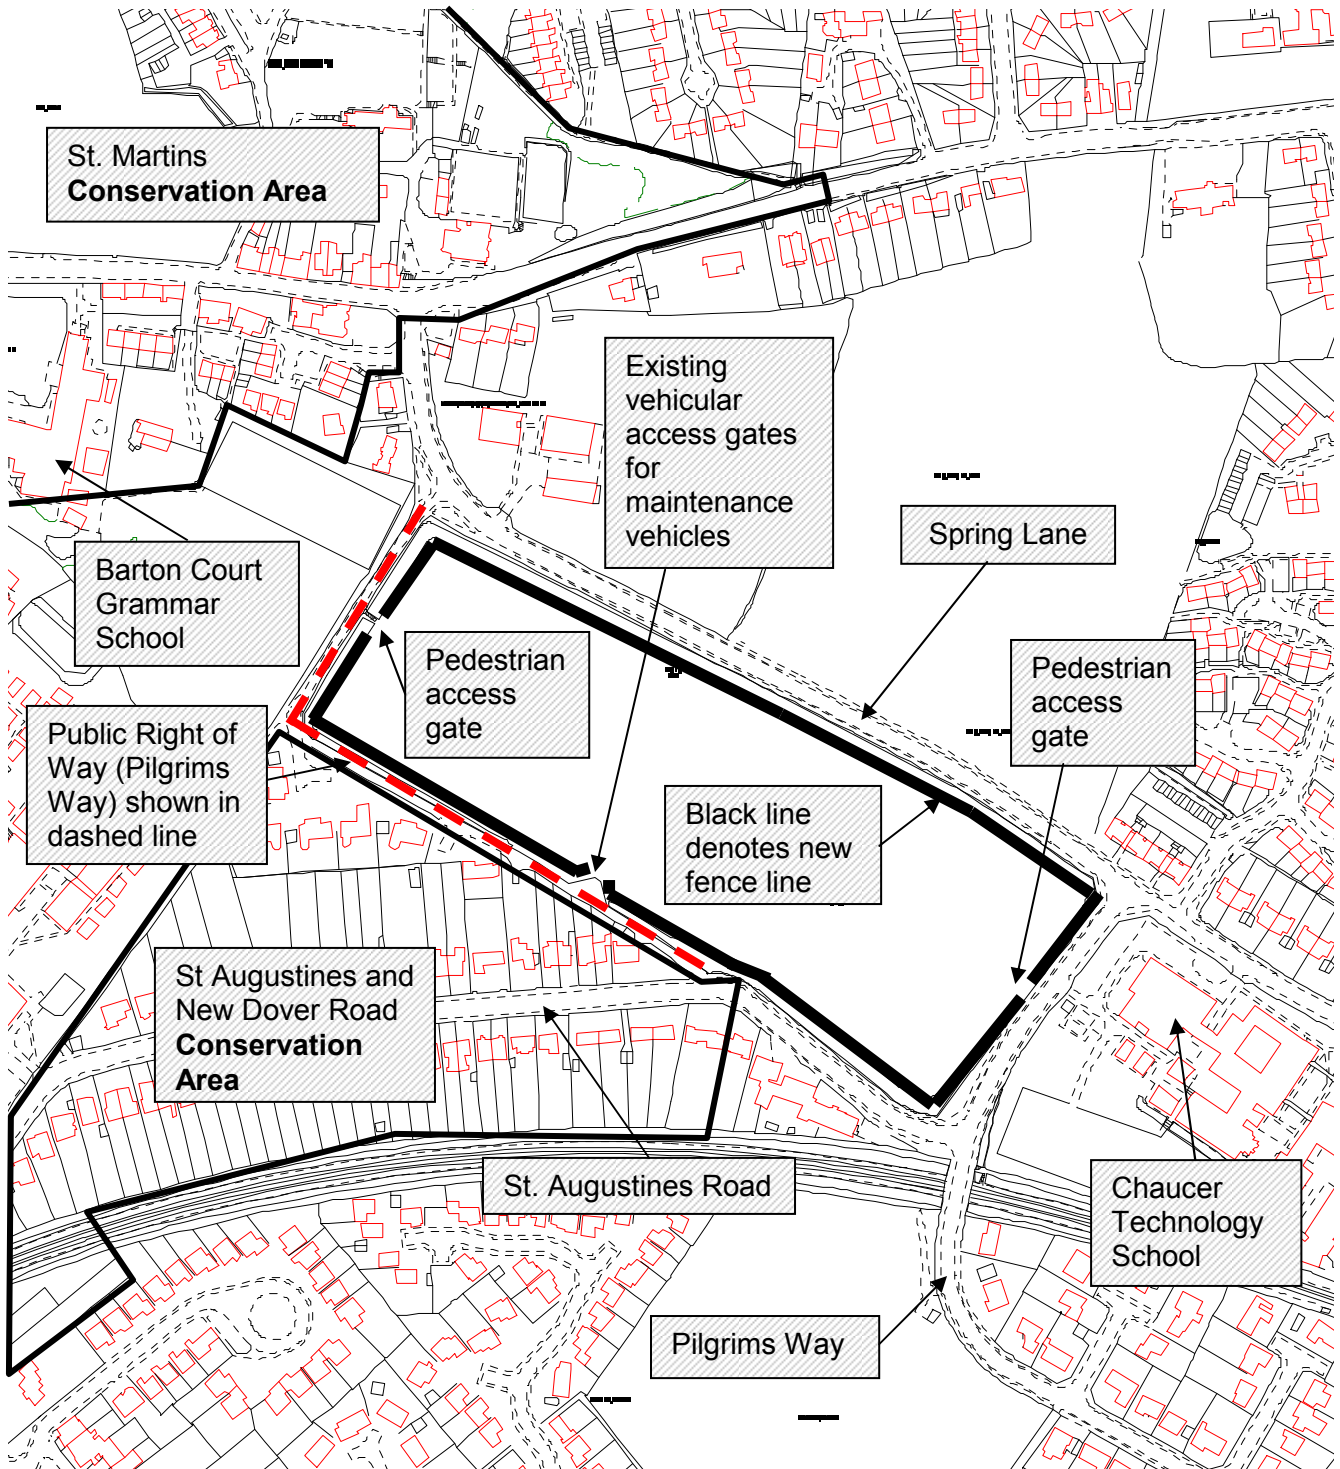 St. Martins
Conservation Area
Existing
vehicular
access gates
for
maintenance
vehicles
Spring Lane
Barton Court
Grammar
School
Pedestrian
access
gate
Pedestrian
access
gate
Public Right of
Way (Pilgrims
Way) shown in
dashed line
Black line
denotes new
fence line
St Augustines and
New Dover Road
Conservation
Area
St. Augustines Road
Chaucer
Technology
School
Pilgrims Way